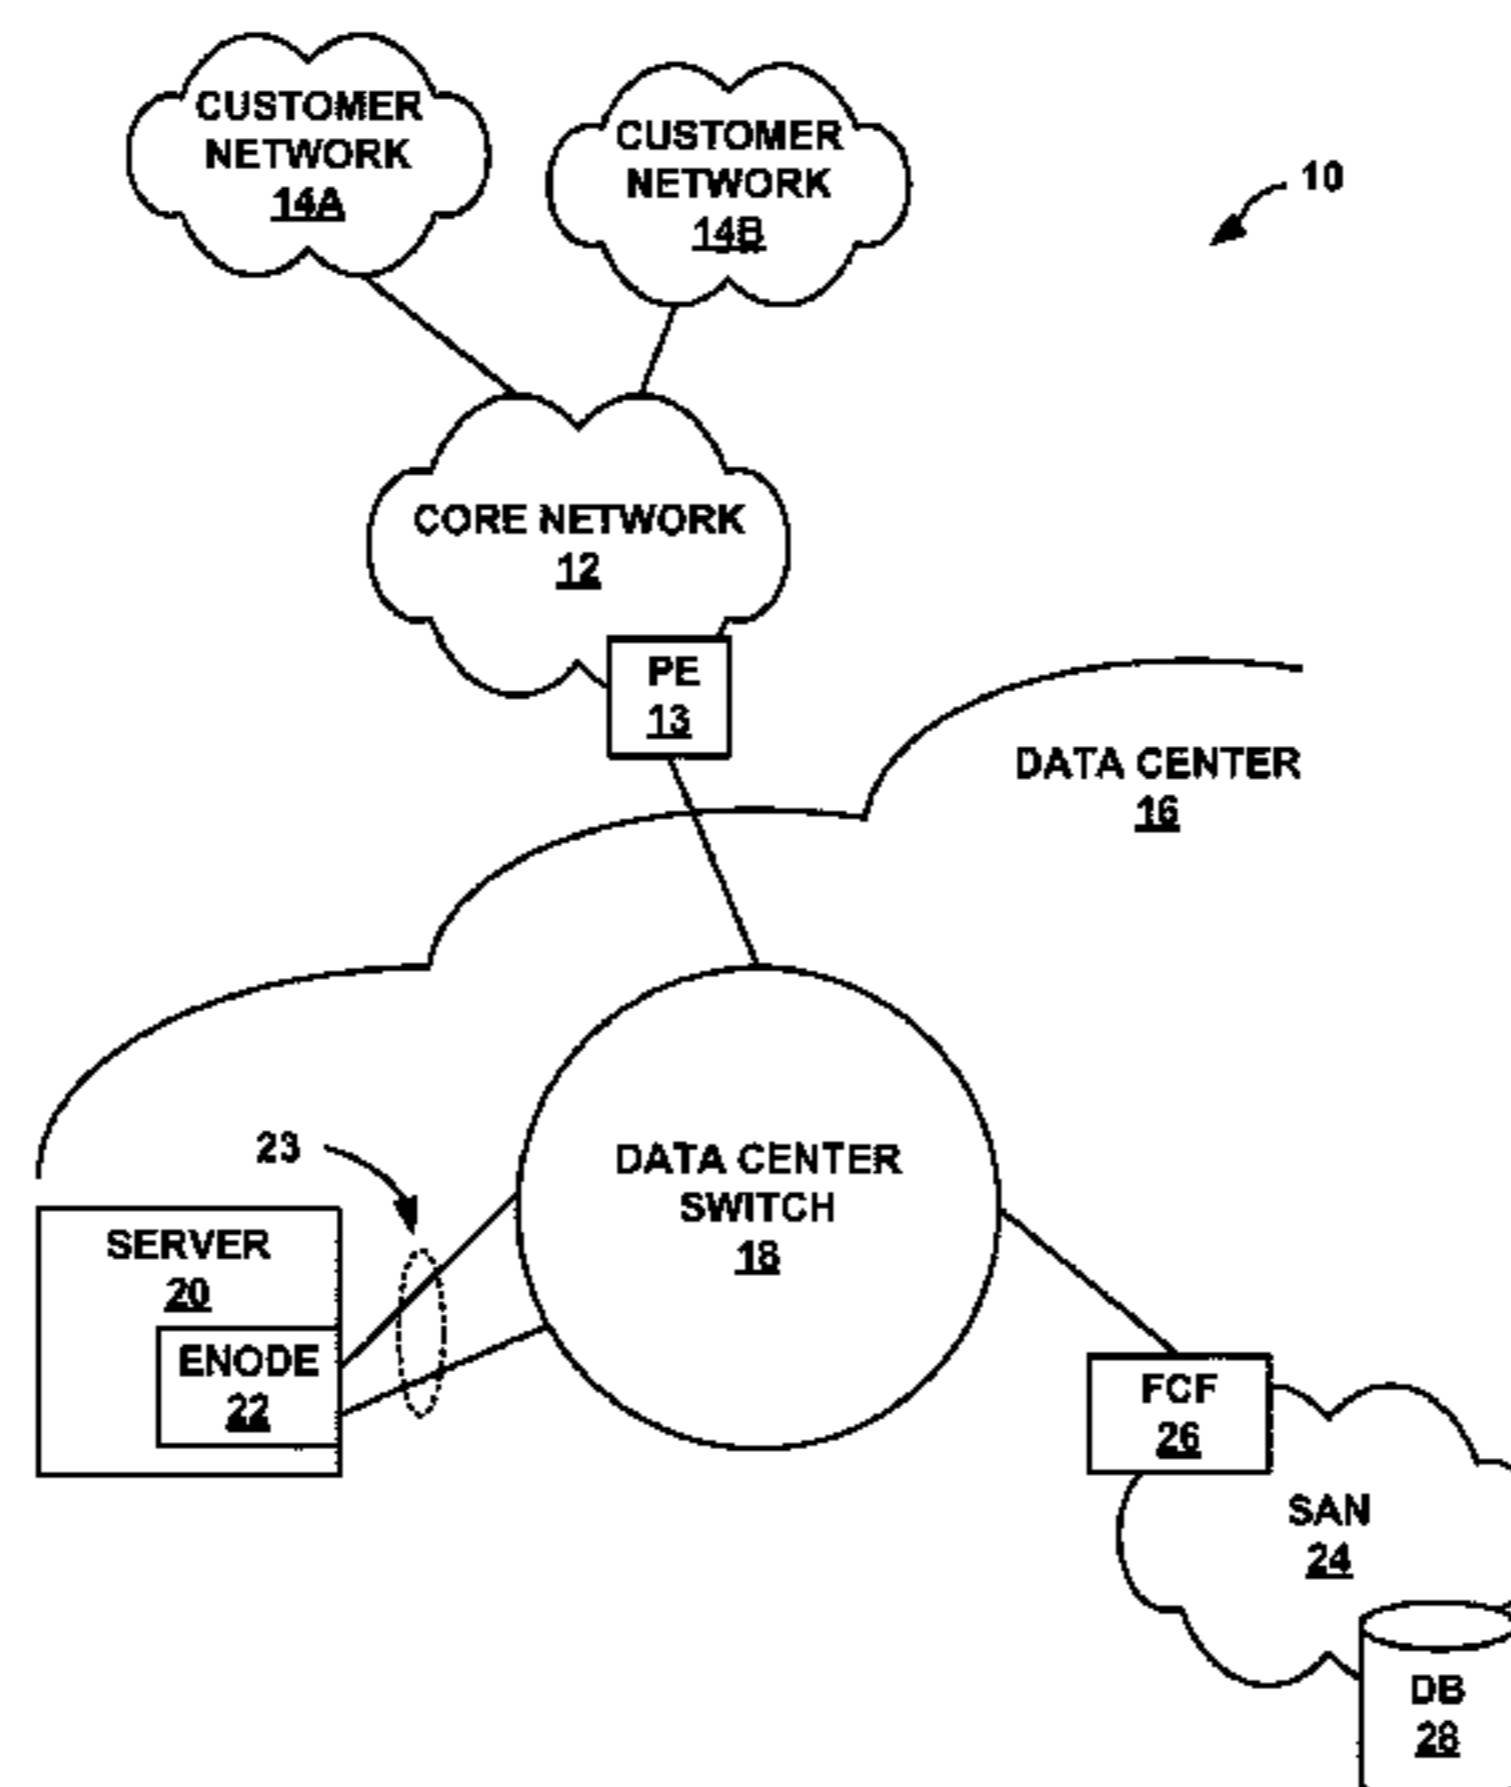 CUSTOMER
NETWORK
14A
CUSTOMER
NETWORK
14B
10
CORE NETWORK
12
PE
13
DATA CENTER
16
23
DATA CENTER
SWITCH
18
SERVER
20
ENODE
22
FCF
26
SAN
24
DB
28